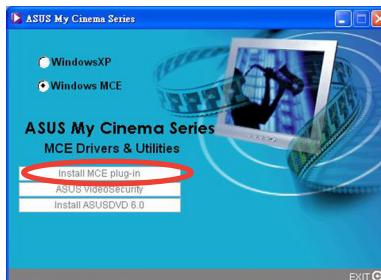 ASUS My Cinema Series
WindowsXP
Windows MCE
ASUS My Cinema Series
MCE Drivers & Utilities
Install MCE plug-in
ASUS VideoSecurity
Install ASUSDVD 6.0
EXIT